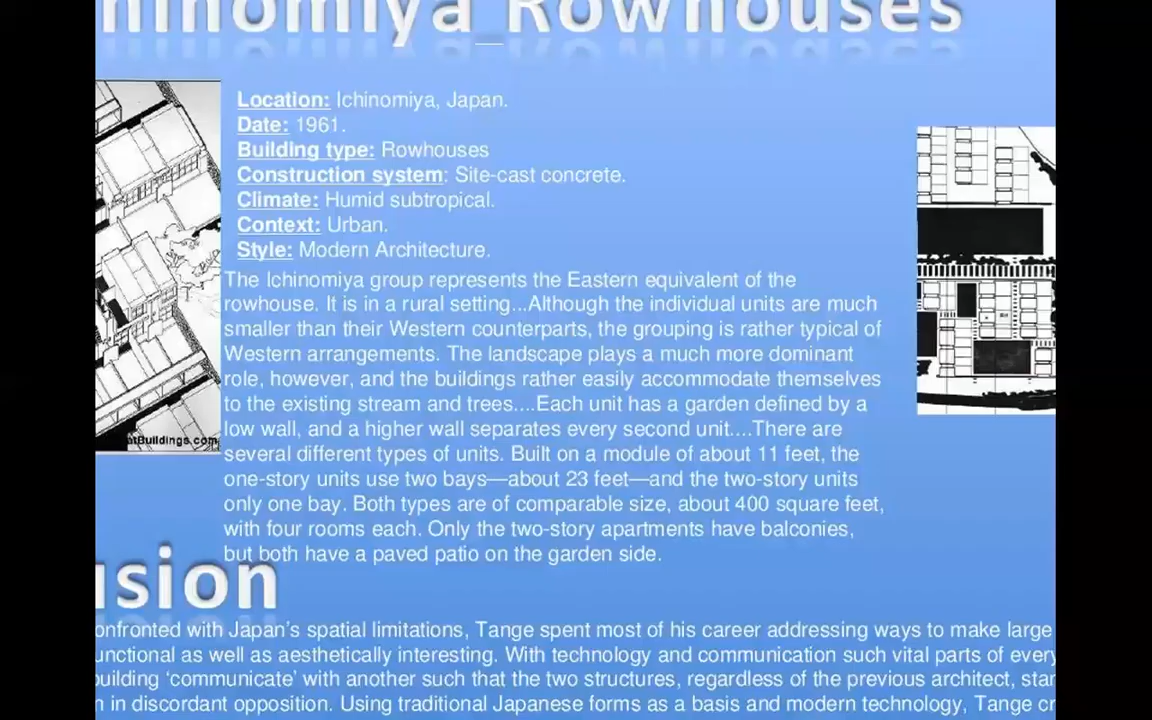 hinomiya_Rowhouses
Location: Ichinomiya, Japan.
Date: 1961.
Building type: Rowhouses
Construction system: Site-cast concrete.
Climate: Humid subtropical.
Context: Urban.
Style: Modern Architecture.
The Ichinomiya group represents the Eastern equivalent of the
rowhouse. It is in a rural setting...Although the individual units are much
smaller than their Western counterparts, the grouping is rather typical of
Western arrangements. The landscape plays a much more dominant
role, however, and the buildings rather easily accommodate themselves
to the existing stream and trees....Each unit has a garden defined by a
low wall, and a higher wall separates every second unit....There are
several different types of units. Built on a module of about 11 feet, the
one-story units use two bays—about 23 feet—and the two-story units
only one bay. Both types are of comparable size, about 400 square feet,
with four rooms each. Only the two-story apartments have balconies,
but both have a paved patio on the garden side.
atBuildings.com
usion
onfronted with Japan's spatial limitations, Tange spent most of his career addressing ways to make large
unctional as well as aesthetically interesting. With technology and communication such vital parts of every
building 'communicate' with another such that the two structures, regardless of the previous architect, star
n in discordant opposition. Using traditional Japanese forms as a basis and modern technology, Tange cr